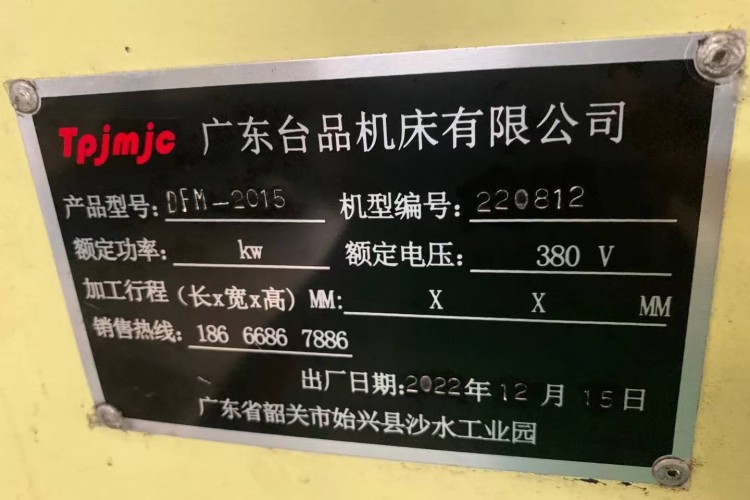 Tpjmjc 广东台品机床有限公司
产品型号: DFM-2015 机型编号: 220812
额定功率: kw 额定电压: 380 V
加工行程 (长x宽x高) MM: X X MM
销售热线: 186 6686 7886
出厂日期: 2022年 12 月 15日
广东省韶关市始兴县沙水工业园